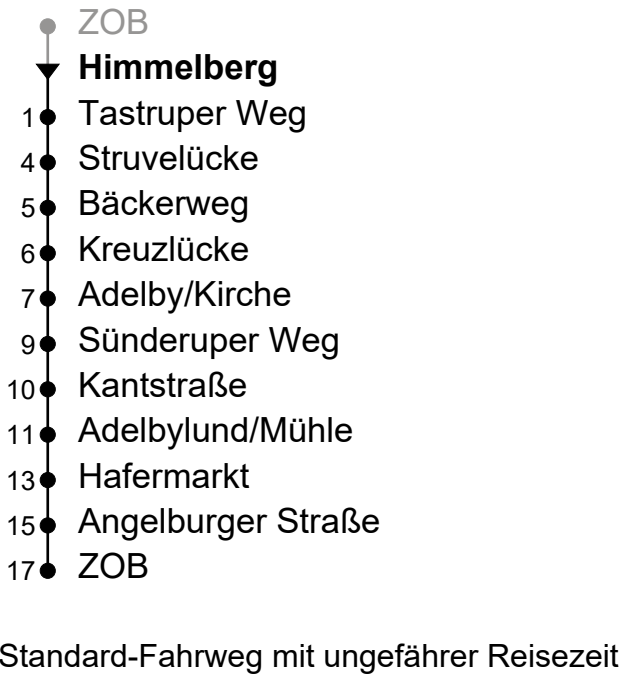 ZOB
Himmelberg
1 Tastruper Weg
4 Struvelücke
5 Bäckerweg
6 Kreuzlücke
7 Adelby/Kirche
9 Sünderuper Weg
10 Kantstraße
11 Adelbylund/Mühle
13 Hafermarkt
15 Angelburger Straße
17 ZOB
Standard-Fahrweg mit ungefährer Reisezeit